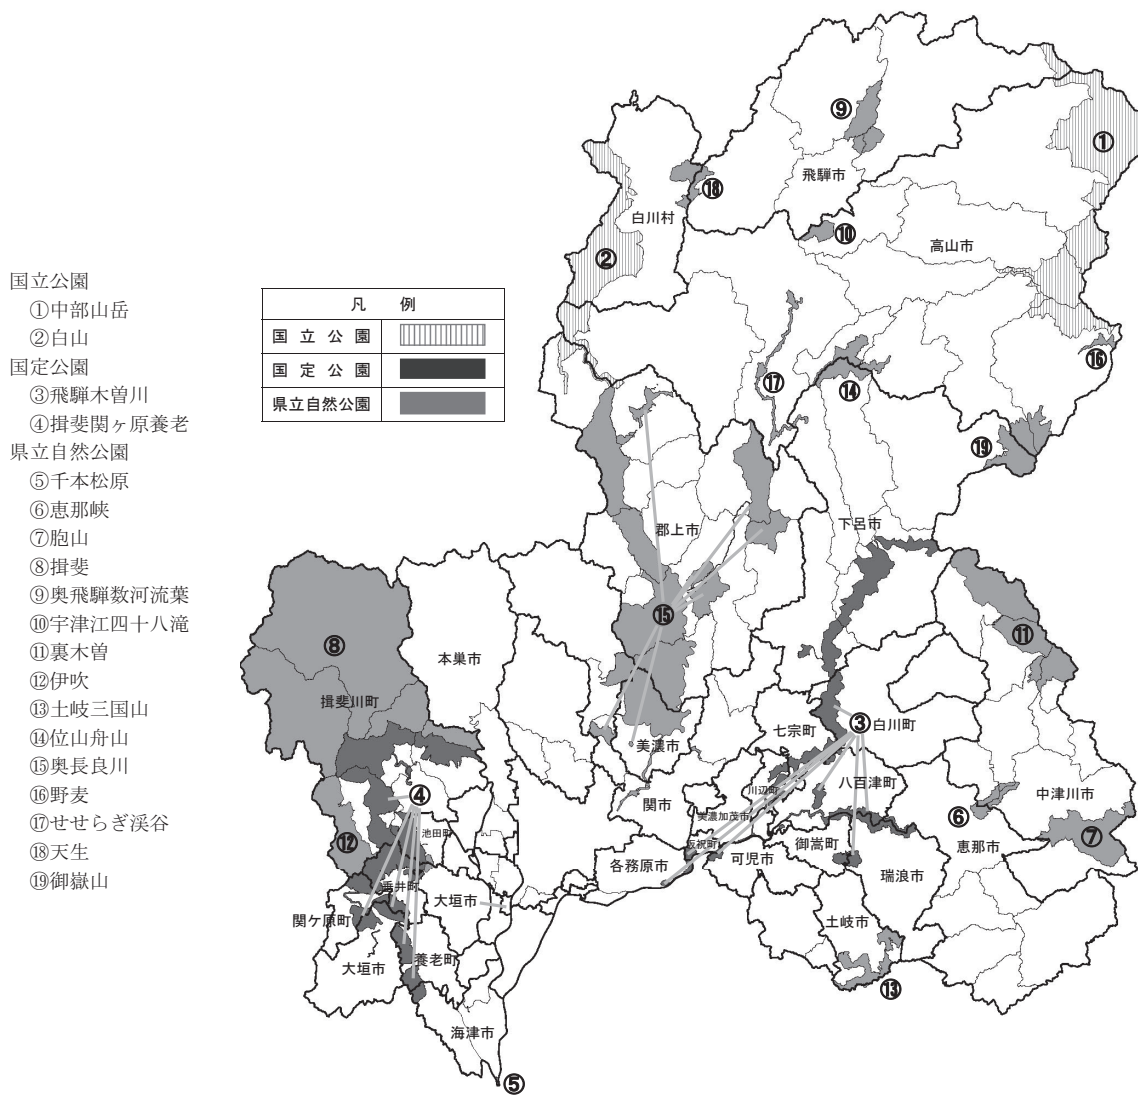 国立公園
①中部山岳
②白山
国定公園
③飛騨木曽川
④揖斐関ヶ原養老
県立自然公園
⑤千本松原
⑥恵那峡
⑦胞山
⑧揖斐
⑨奥飛騨数河流葉
⑩宇津江四十八滝
⑪裏木曽
⑫伊吹
⑬土岐三国山
⑭位山舟山
⑮奥長良川
⑯野麦
⑰せせらぎ渓谷
⑱天生
⑲御嶽山
凡 例
国立公園
国定公園
県立自然公園
⑨
①
飛騨市
⑱
白川村
⑩
高山市
②
⑯
⑰
⑭
⑲
郡上市
下呂市
⑮
⑪
⑧
本巣市
揖斐川町
③
白川町
七宗町
美濃市
八百津町
川辺町
中津川市
④
関市
美濃加茂市
⑥
池田町
⑫
坂祝町
御嵩町
恵那市
⑦
各務原市
可児市
瑞浪市
垂井町
大垣市
関ケ原町
土岐市
養老町
大垣市
⑬
海津市
⑤